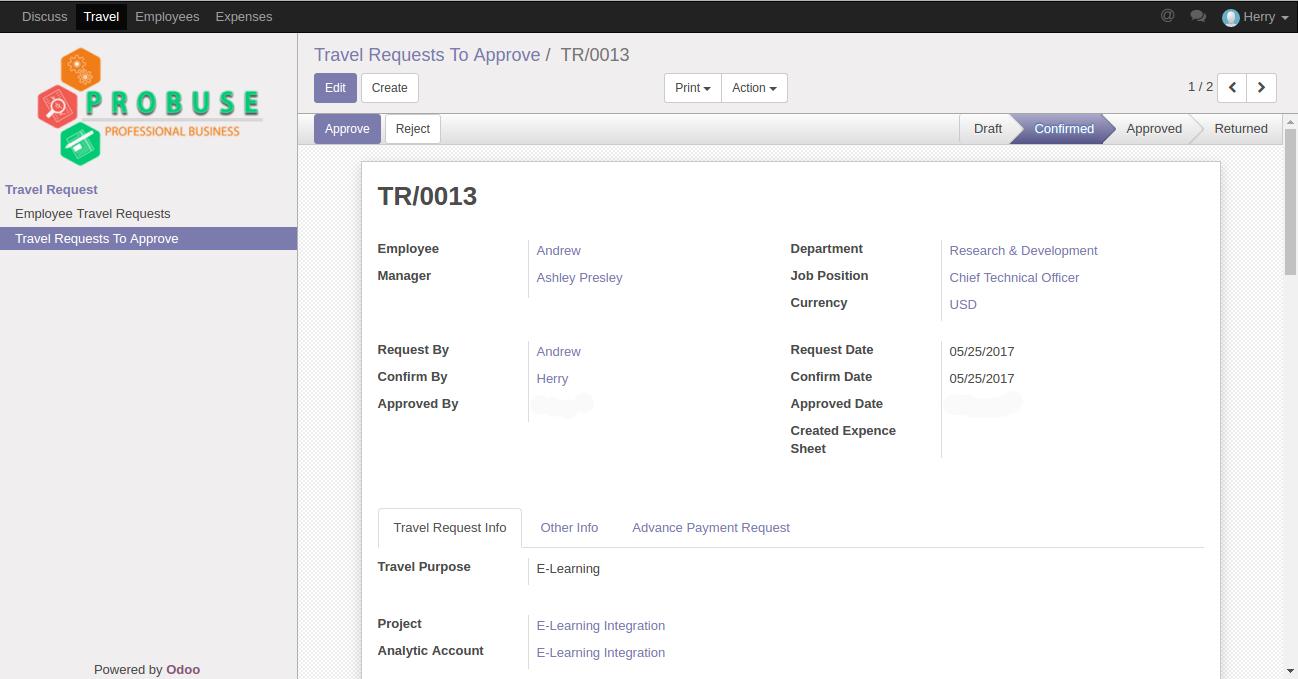 Discuss Travel Employees Expenses @ Herry
PROBUSE
PROFESSIONAL BUSINESS
Travel Request
Employee Travel Requests
Travel Requests To Approve
Powered by Odoo
Travel Requests To Approve / TR/0013
Edit Create Print Action 1 / 2
Approve Reject Draft Confirmed Approved Returned
TR/0013
Employee Andrew Department Research & Development
Manager Ashley Presley Job Position Chief Technical Officer
Currency USD
Request By Andrew Request Date 05/25/2017
Confirm By Herry Confirm Date 05/25/2017
Approved By Approved Date
Created Expence
Sheet
Travel Request Info Other Info Advance Payment Request
Travel Purpose E-Learning
Project E-Learning Integration
Analytic Account E-Learning Integration